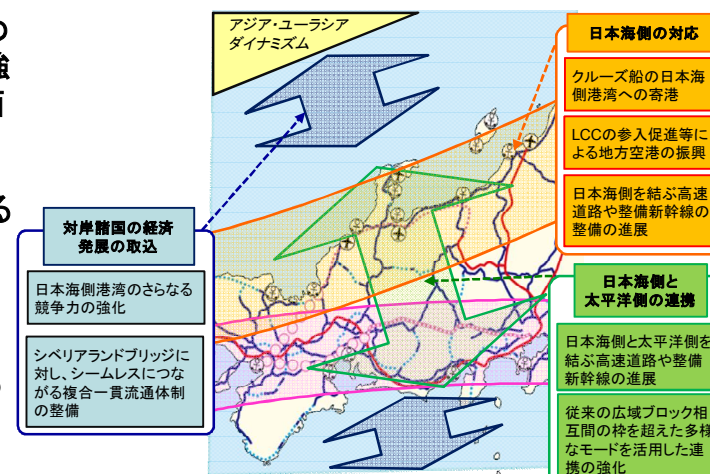 の
強
面
る
の
アジア・ユーラシア
ダイナミズム
対岸諸国の経済
発展の取込
日本海側港湾のさらなる
競争力の強化
シベリアランドブリッジに
対し、シームレスにつな
がる複合一貫流通体制
の整備
日本海側の対応
クルーズ船の日本海
側港湾への寄港
LCCの参入促進等に
よる地方空港の振興
日本海側を結ぶ高速
道路や整備新幹線の
整備の進展
日本海側と
太平洋側の連携
日本海側と太平洋側を
結ぶ高速道路や整備
新幹線の進展
従来の広域ブロック相
互間の枠を超えた多様
なモードを活用した連
携の強化